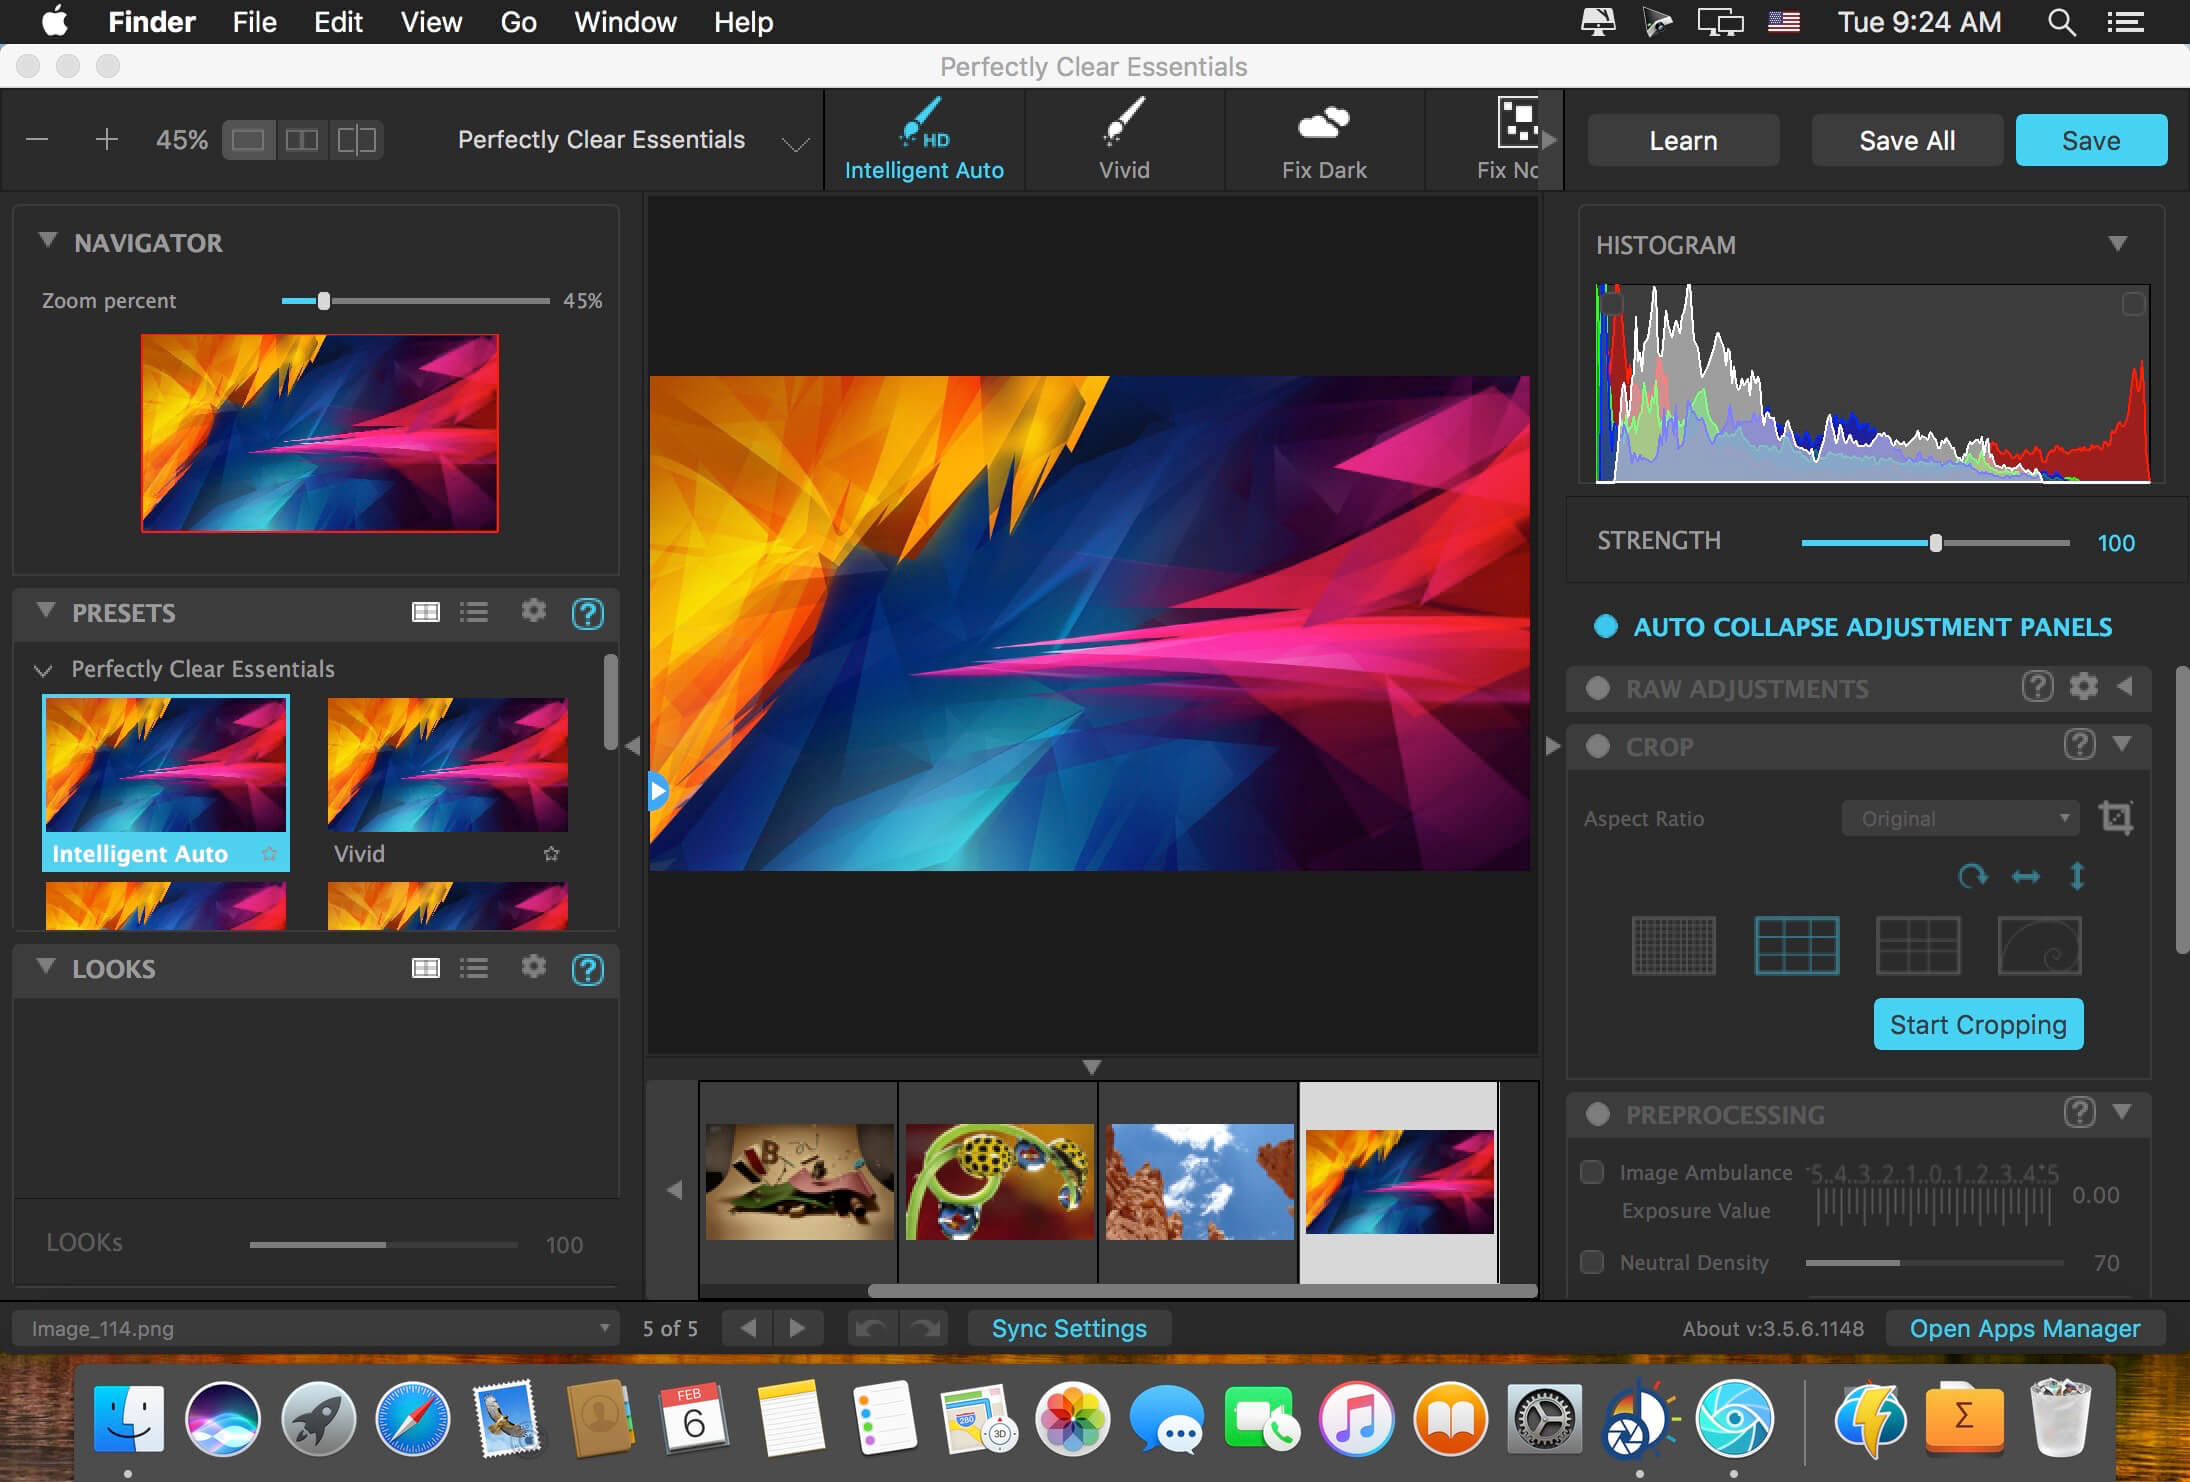 Finder File Edit View Go Window Help Tue 9:24 AM
Perfectly Clear Essentials
45% Perfectly Clear Essentials
HD
Intelligent Auto Vivid Fix Dark Fix No
Learn Save All Save
NAVIGATOR
Zoom percent 45%
PRESETS
Perfectly Clear Essentials
Intelligent Auto Vivid
LOOKS
LOOKs 100
HISTOGRAM
STRENGTH 100
AUTO COLLAPSE ADJUSTMENT PANELS
RAW ADJUSTMENTS
CROP
Aspect Ratio Original
Start Cropping
PREPROCESSING
Image Ambulance -5..4..3..2..1..0..1..2..3..4.+5
Exposure Value 0.00
Neutral Density 70
Image_114.png 5 of 5 Sync Settings About v:3.5.6.1148 Open Apps Manager
FEB
6
280
3D
Σ